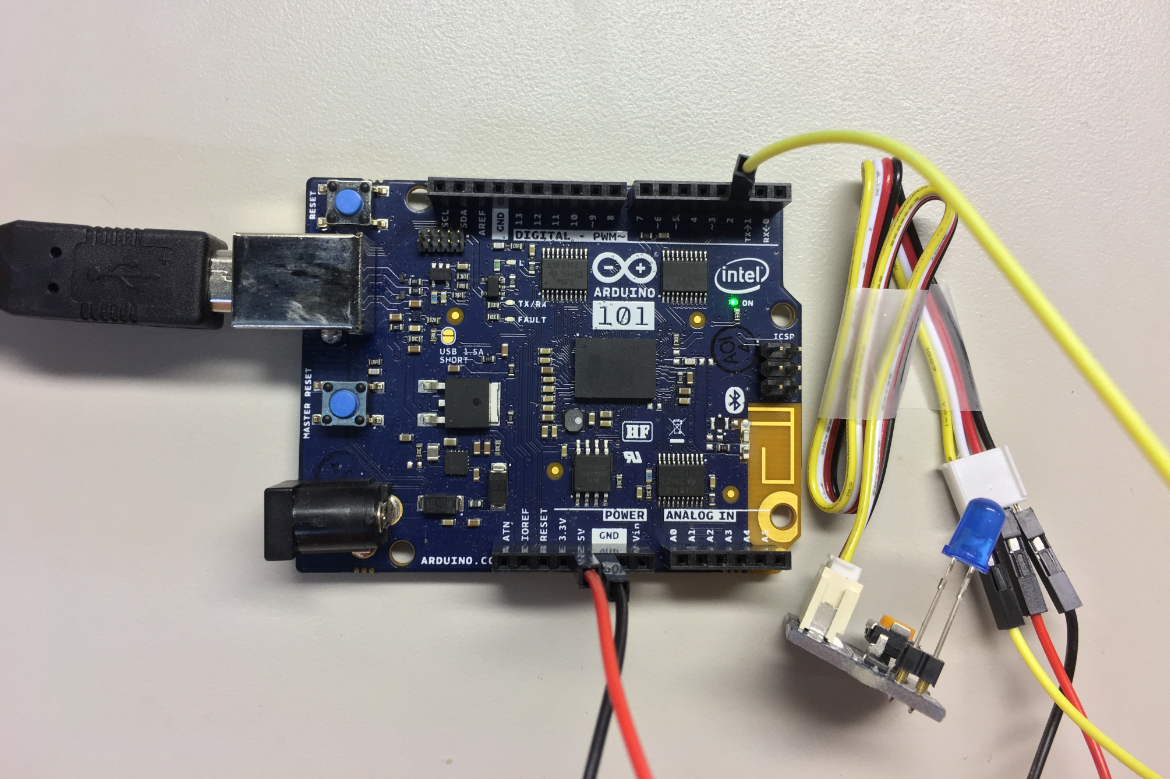 RESET
SCL
SDA
AREF
GND
13
12
11
10
~9
8
7
~6
~5
4
~3
2
TX→1
RX←0
DIGITAL - PWM~
L
TX/RX
FAULT
ARDUINO
101
intel
ON
ICSP
USB 1.5A
SHORT
MASTER RESET
HF
ATN
IOREF
RESET
3.3V
5V
POWER
GND
Vin
ANALOG IN
A0
A1
A2
A3
A4
ARDUINO.CC